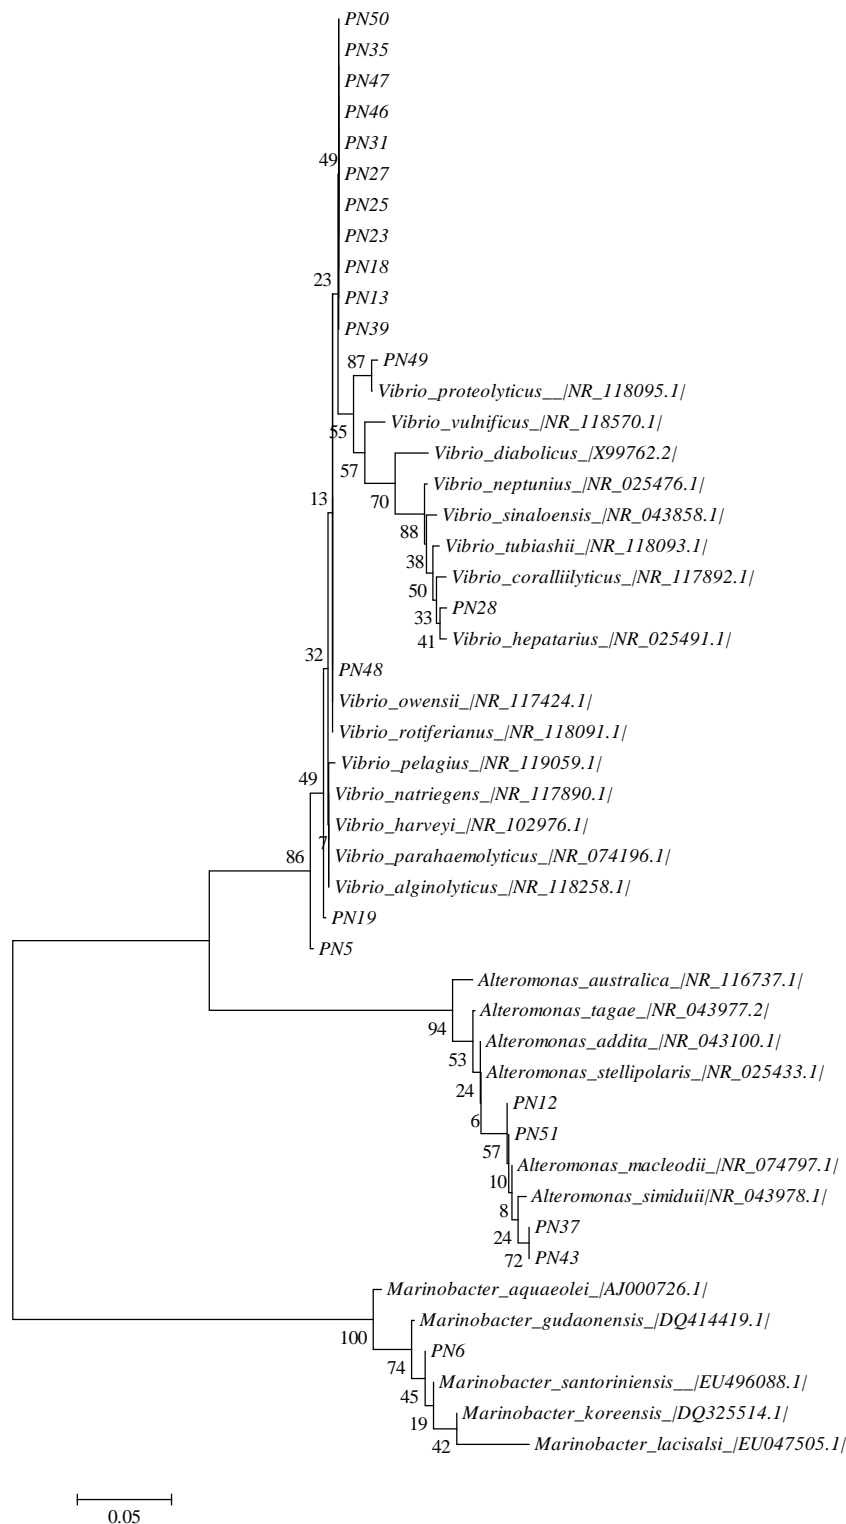 PN50
PN35
PN47
PN46
PN31
49
PN27
PN25
PN23
PN18
23
PN13
PN39
87
PN49
Vibrio_proteolyticus__|NR_118095.1|
Vibrio_vulnificus_|NR_118570.1|
55
Vibrio_diabolicus_|X99762.2|
57
Vibrio_neptunius_|NR_025476.1|
70
13
Vibrio_sinaloensis_|NR_043858.1|
88
Vibrio_tubiashii_|NR_118093.1|
38
Vibrio_coralliilyticus_|NR_117892.1|
50
PN28
33
Vibrio_hepatarius_|NR_025491.1|
41
32
PN48
Vibrio_owensii_|NR_117424.1|
Vibrio_rotiferianus_|NR_118091.1|
Vibrio_pelagius_|NR_119059.1|
49
Vibrio_natriegens_|NR_117890.1|
Vibrio_harveyi_|NR_102976.1|
7
86
Vibrio_parahaemolyticus_|NR_074196.1|
Vibrio_alginolyticus_|NR_118258.1|
PN19
PN5
Alteromonas_australica_|NR_116737.1|
Alteromonas_tagae_|NR_043977.2|
94
Alteromonas_addita_|NR_043100.1|
53
Alteromonas_stellipolaris_|NR_025433.1|
24
PN12
6
PN51
57
Alteromonas_macleodii_|NR_074797.1|
10
Alteromonas_simiduii|NR_043978.1|
8
PN37
24
PN43
72
Marinobacter_aquaeolei_|AJ000726.1|
Marinobacter_gudaonensis_|DQ414419.1|
100
PN6
74
Marinobacter_santoriniensis__|EU496088.1|
45
Marinobacter_koreensis_|DQ325514.1|
19
Marinobacter_lacisalsi_|EU047505.1|
42
0.05